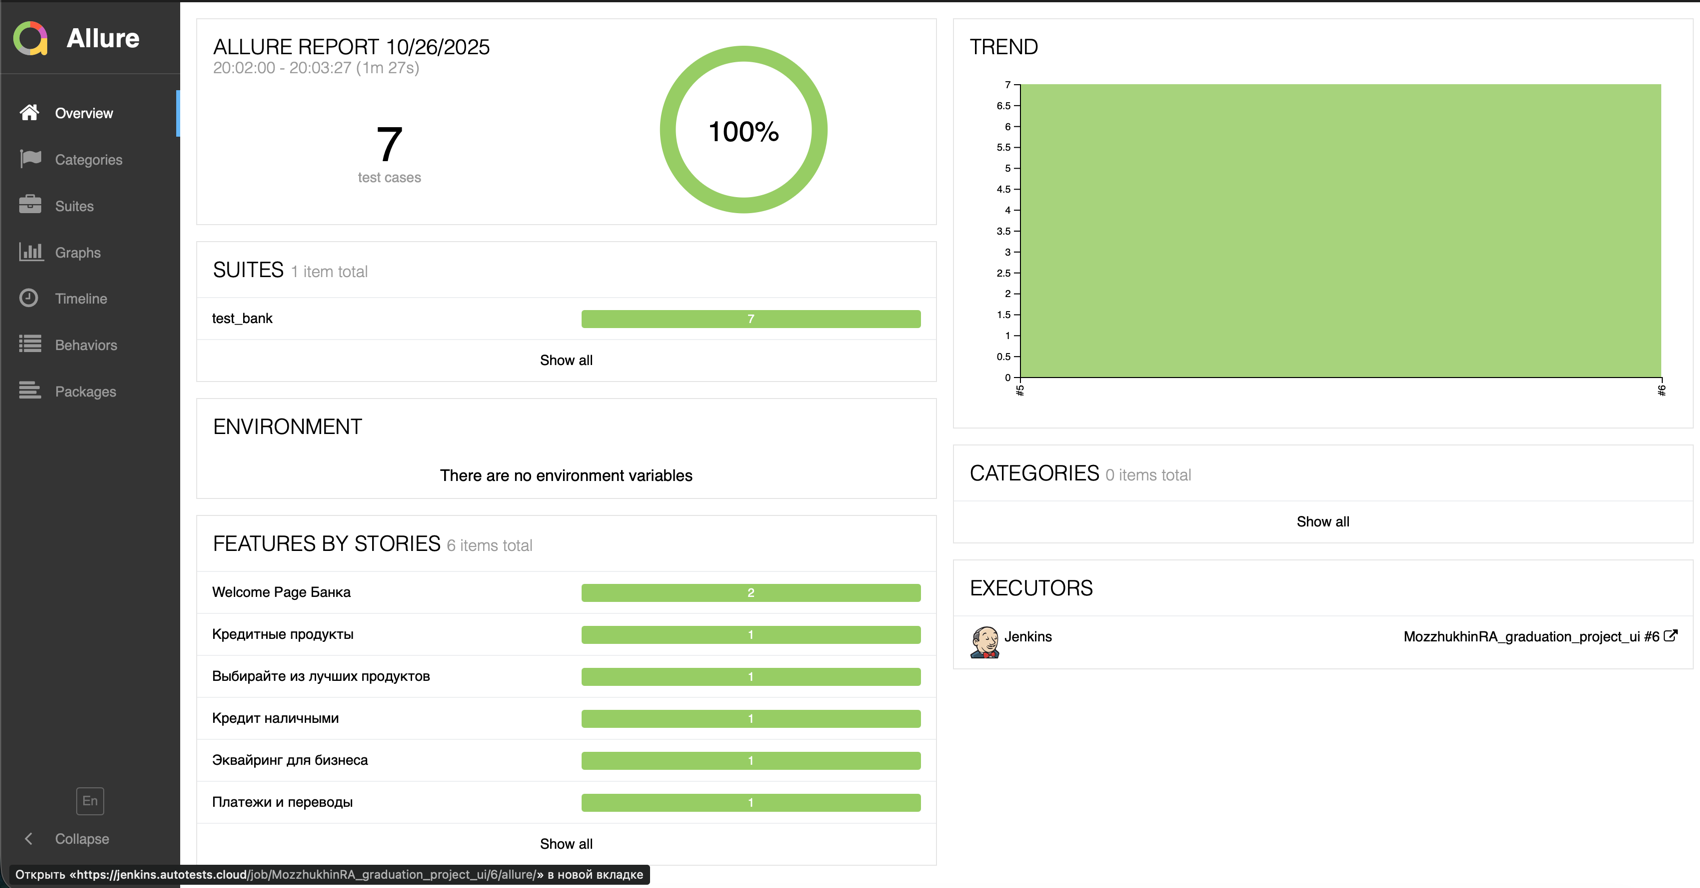 Allure
Overview
Categories
Suites
Graphs
Timeline
Behaviors
Packages
En
Collapse
ALLURE REPORT 10/26/2025
20:02:00 - 20:03:27 (1m 27s)
7
test cases
100%
SUITES 1 item total
test_bank 7
Show all
ENVIRONMENT
There are no environment variables
FEATURES BY STORIES 6 items total
Welcome Page Банка 2
Кредитные продукты 1
Выбирайте из лучших продуктов 1
Кредит наличными 1
Эквайринг для бизнеса 1
Платежи и переводы 1
Show all
TREND
7
6.5
6
5.5
5
4.5
4
3.5
3
2.5
2
1.5
1
0.5
0
#5 #6
CATEGORIES 0 items total
Show all
EXECUTORS
Jenkins MozzhukhinRA_graduation_project_ui #6
Открыть «https://jenkins.autotests.cloud/job/MozzhukhinRA_graduation_project_ui/6/allure/» в новой вкладке